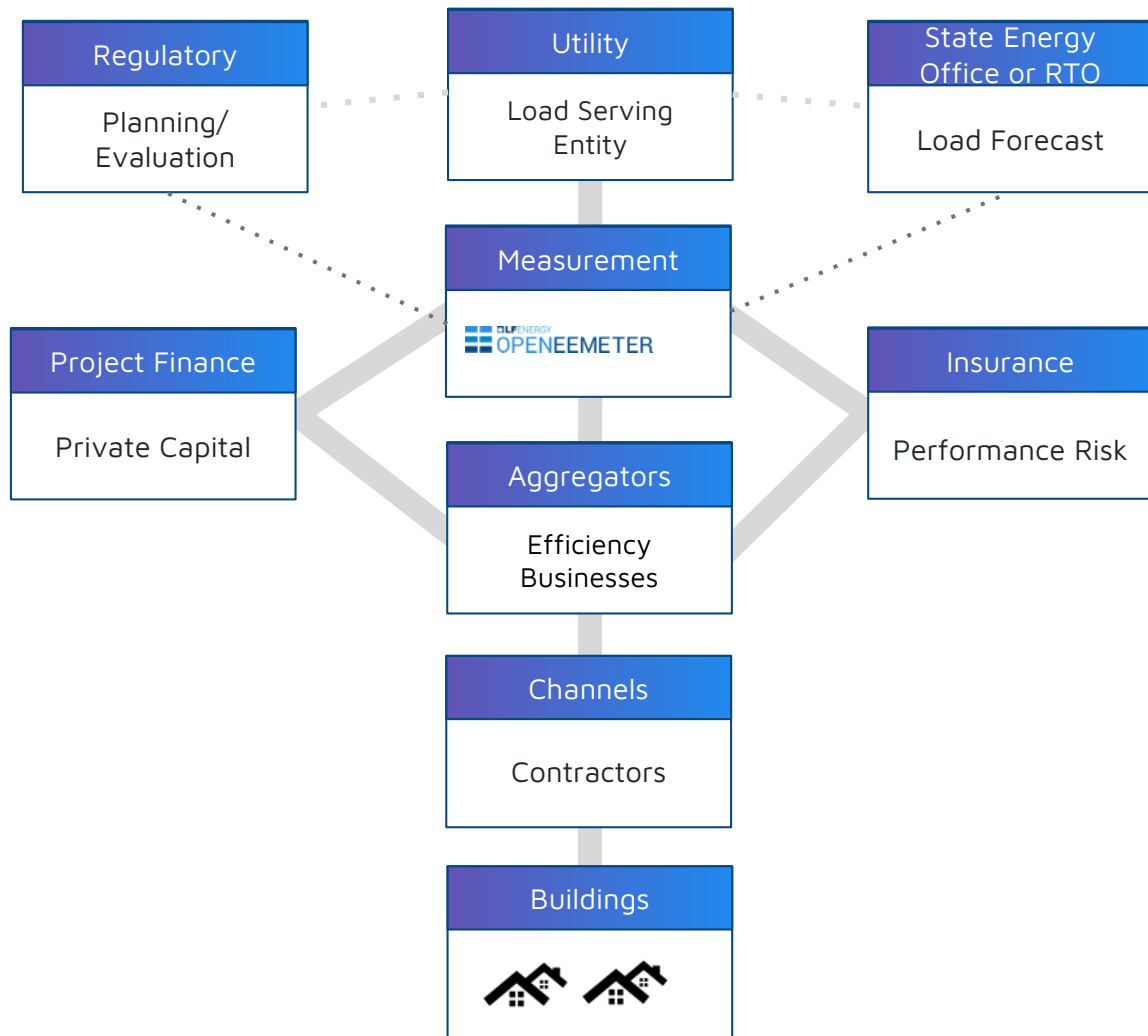 Regulatory
Planning/
Evaluation
Utility
Load Serving
Entity
State Energy
Office or RTO
Load Forecast
Measurement
LFENERGY
OPENEEMETER
Project Finance
Private Capital
Insurance
Performance Risk
Aggregators
Efficiency
Businesses
Channels
Contractors
Buildings